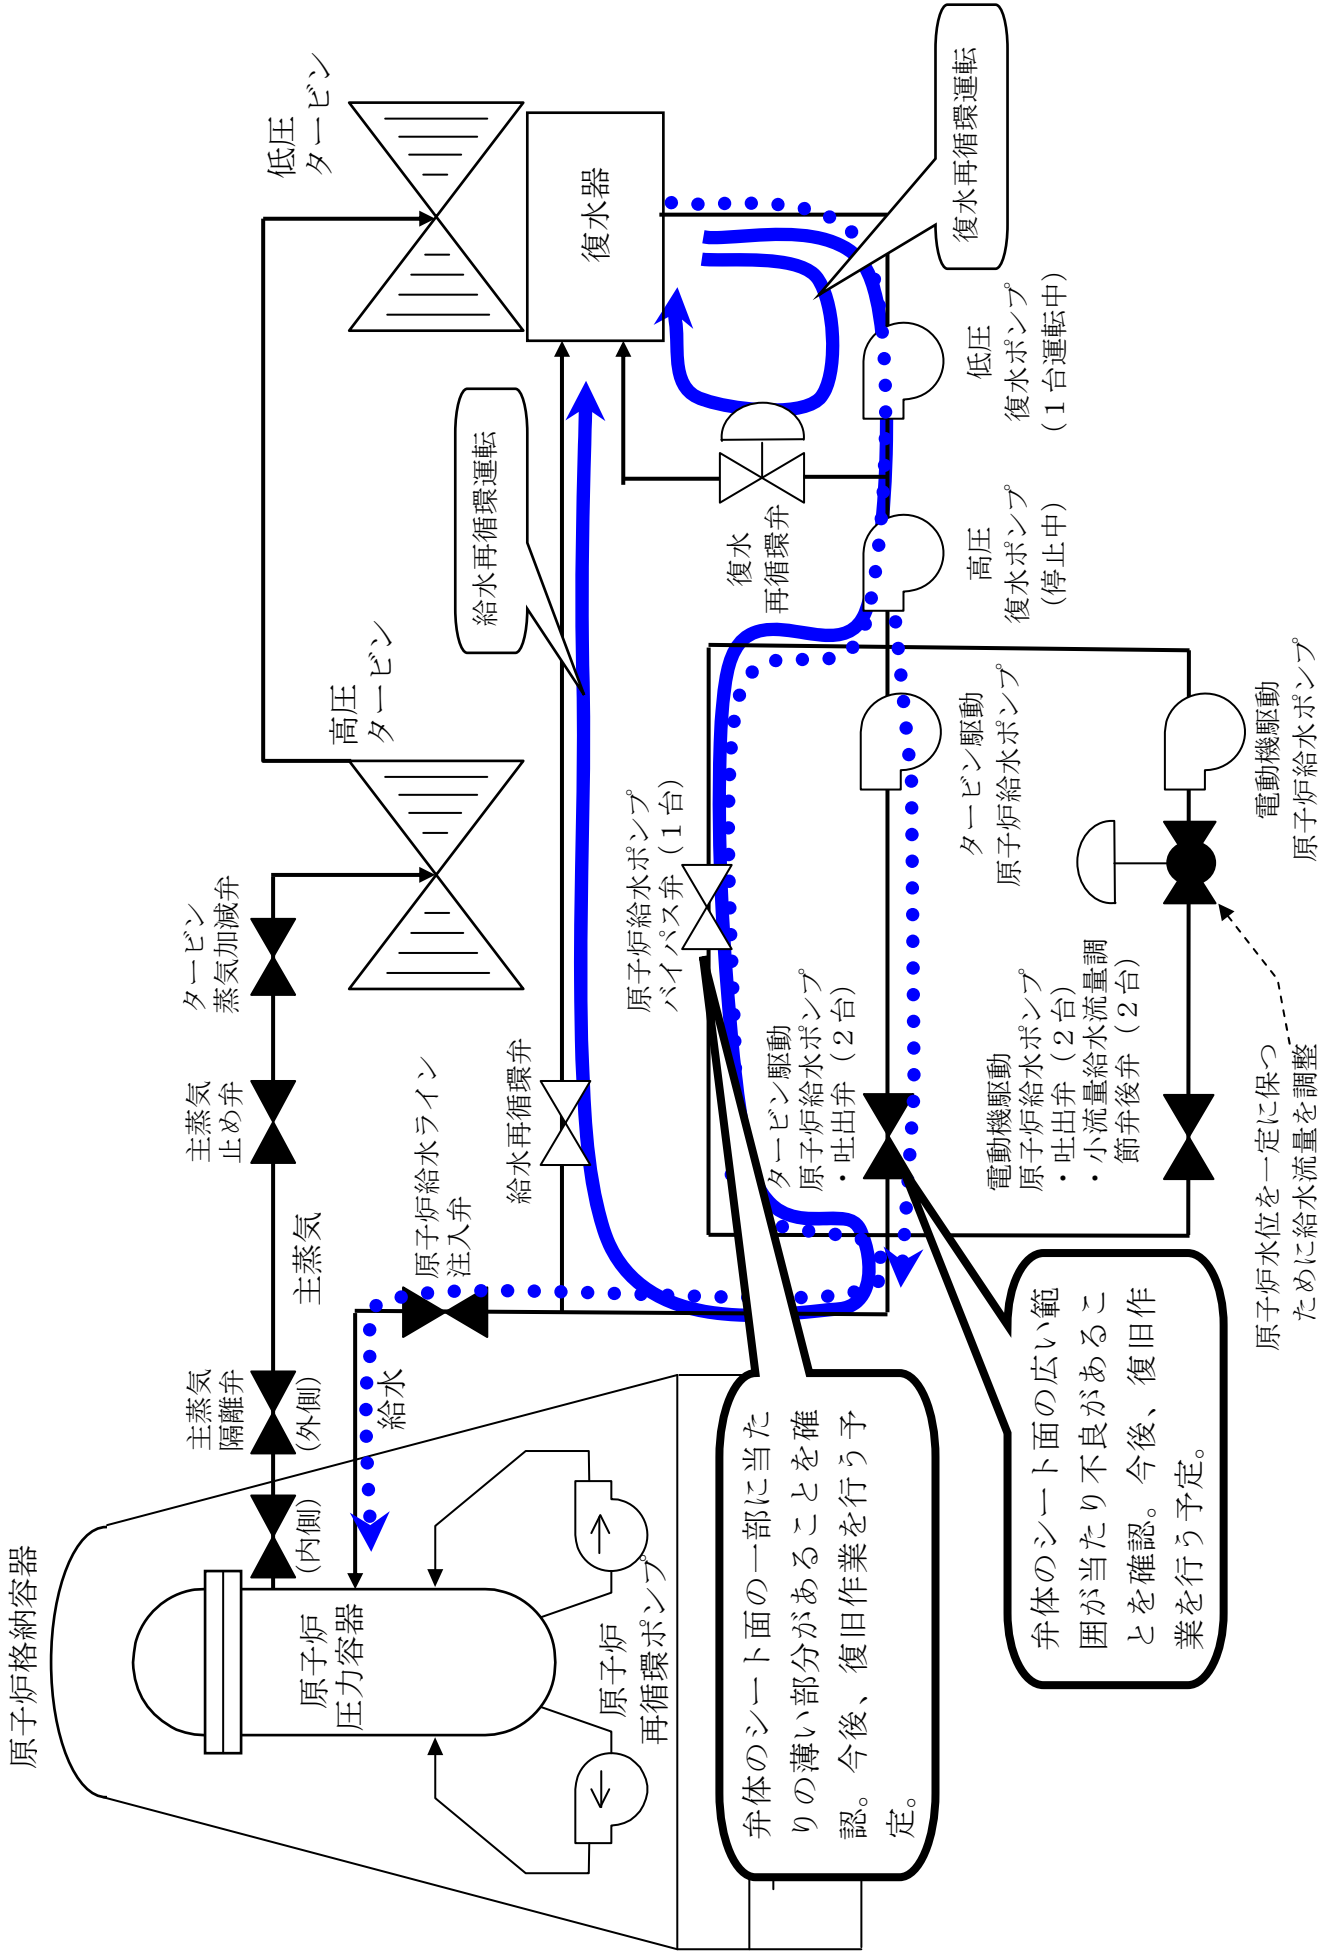 原子炉格納容器
原子炉
圧力容器
原子炉
再循環ポンプ
(内側)
主蒸気
隔離弁
(外側)
主蒸気
主蒸気
止め弁
タービン
蒸気加減弁
高圧
タービン
低圧
タービン
復水器
給水
原子炉給水ライン
注入弁
給水再循環弁
給水再循環運転
復水再循環運転
復水
再循環弁
低圧
復水ポンプ
(1台運転中)
高圧
復水ポンプ
(停止中)
原子炉給水ポンプ
バイパス弁(1台)
タービン駆動
原子炉給水ポンプ
タービン駆動
原子炉給水ポンプ
・吐出弁(2台)
電動機駆動
原子炉給水ポンプ
・吐出弁(2台)
・小流量給水流量調
節弁後弁(2台)
電動機駆動
原子炉給水ポンプ
原子炉水位を一定に保つ
ために給水流量を調整
弁体のシート面の一部に当た
りの薄い部分があることを確
認。今後、復旧作業を行う予
定。
弁体のシート面の広い範
囲が当たり不良があるこ
とを確認。今後、復旧作
業を行う予定。